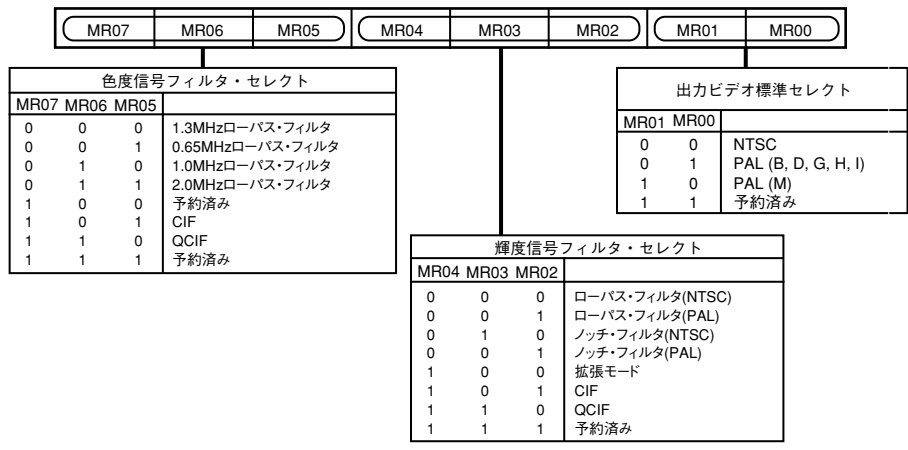 MR07 MR06 MR05 MR04 MR03 MR02 MR01 MR00
色度信号フィルタ・セレクト
MR07 MR06 MR05
0 0 0 1.3MHzローパス・フィルタ
0 0 1 0.65MHzローパス・フィルタ
0 1 0 1.0MHzローパス・フィルタ
0 1 1 2.0MHzローパス・フィルタ
1 0 0 予約済み
1 0 1 CIF
1 1 0 QCIF
1 1 1 予約済み
出力ビデオ標準セレクト
MR01 MR00
0 0 NTSC
0 1 PAL (B, D, G, H, I)
1 0 PAL (M)
1 1 予約済み
輝度信号フィルタ・セレクト
MR04 MR03 MR02
0 0 0 ローパス・フィルタ(NTSC)
0 0 1 ローパス・フィルタ(PAL)
0 1 0 ノッチ・フィルタ(NTSC)
0 0 1 ノッチ・フィルタ(PAL)
1 0 0 拡張モード
1 0 1 CIF
1 1 0 QCIF
1 1 1 予約済み